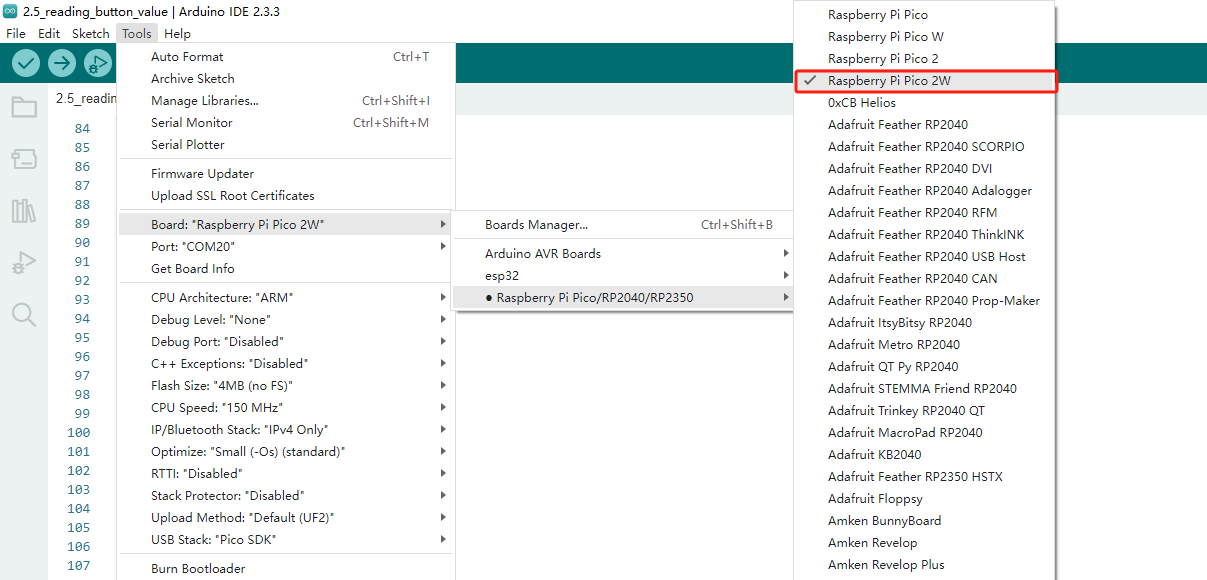 2.5_reading_button_value | Arduino IDE 2.3.3
File Edit Sketch Tools Help
2.5_readin
84
85
86
87
88
89
90
91
92
93
94
95
96
97
98
99
100
101
102
103
104
105
106
107
Auto Format Ctrl+T
Archive Sketch
Manage Libraries... Ctrl+Shift+I
Serial Monitor Ctrl+Shift+M
Serial Plotter
Firmware Updater
Upload SSL Root Certificates
Board: "Raspberry Pi Pico 2W"
Port: "COM20"
Get Board Info
CPU Architecture: "ARM"
Debug Level: "None"
Debug Port: "Disabled"
C++ Exceptions: "Disabled"
Flash Size: "4MB (no FS)"
CPU Speed: "150 MHz"
IP/Bluetooth Stack: "IPv4 Only"
Optimize: "Small (-Os) (standard)"
RTTI: "Disabled"
Stack Protector: "Disabled"
Upload Method: "Default (UF2)"
USB Stack: "Pico SDK"
Burn Bootloader
Boards Manager... Ctrl+Shift+B
Arduino AVR Boards
esp32
● Raspberry Pi Pico/RP2040/RP2350
Raspberry Pi Pico
Raspberry Pi Pico W
Raspberry Pi Pico 2
✓ Raspberry Pi Pico 2W
0xCB Helios
Adafruit Feather RP2040
Adafruit Feather RP2040 SCORPIO
Adafruit Feather RP2040 DVI
Adafruit Feather RP2040 Adalogger
Adafruit Feather RP2040 RFM
Adafruit Feather RP2040 ThinkINK
Adafruit Feather RP2040 USB Host
Adafruit Feather RP2040 CAN
Adafruit Feather RP2040 Prop-Maker
Adafruit ItsyBitsy RP2040
Adafruit Metro RP2040
Adafruit QT Py RP2040
Adafruit STEMMA Friend RP2040
Adafruit Trinkey RP2040 QT
Adafruit MacroPad RP2040
Adafruit KB2040
Adafruit Feather RP2350 HSTX
Adafruit Floppsy
Amken BunnyBoard
Amken Revelop
Amken Revelop Plus